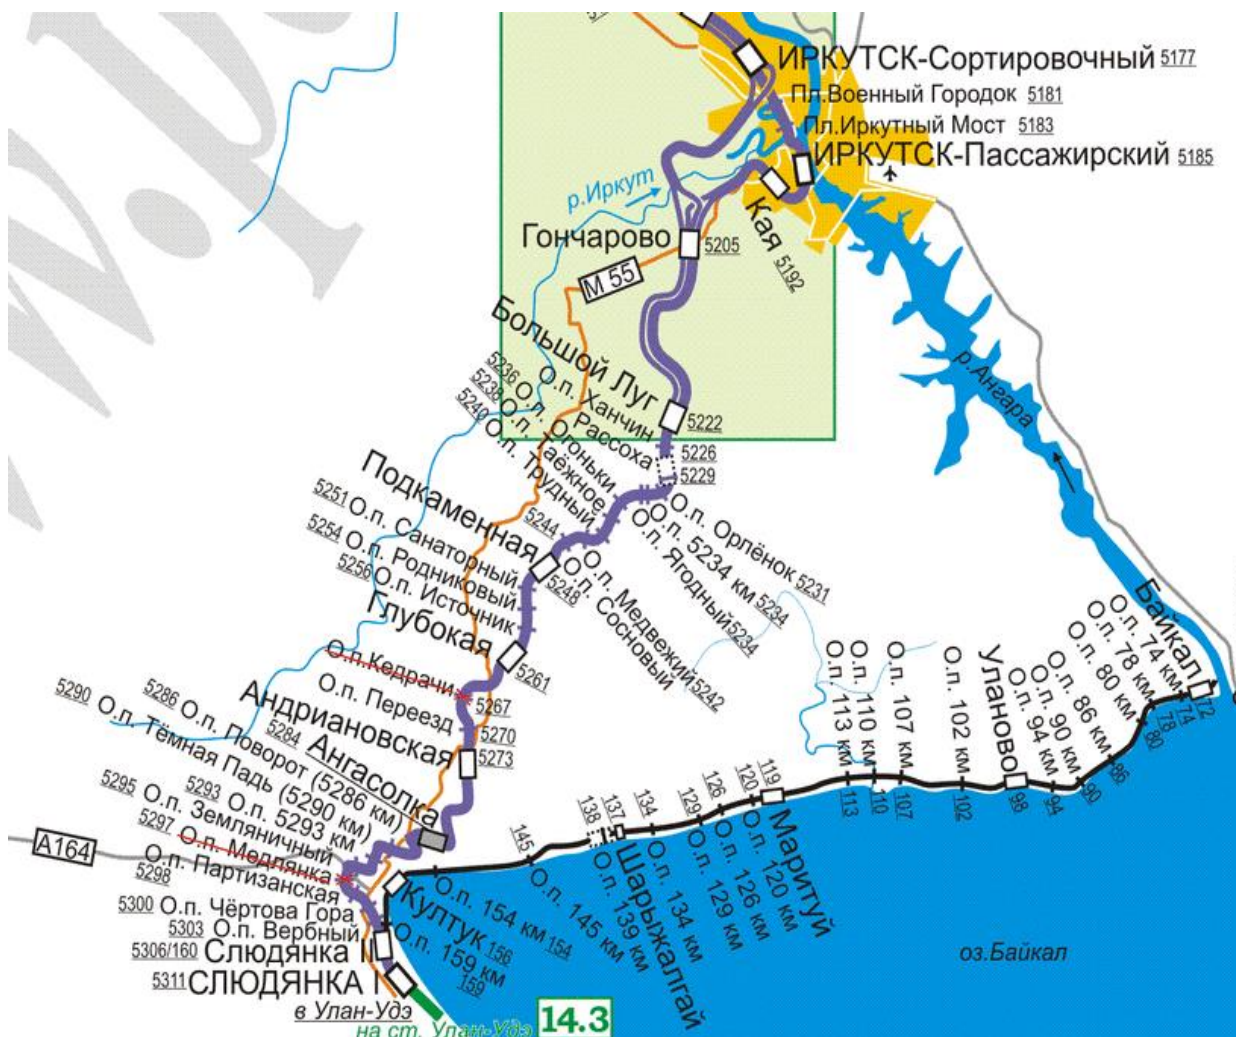 ИРКУТСК-Сортировочный 5177
Пл.Военный Городок 5181
Пл.Иркутный Мост 5183
ИРКУТСК-Пассажирский 5185
р.Иркут
Кая 5192
Гончарово 5205
М 55
Большой Луг 5222
О.п. Ханчин 5226
О.п. Рассоха 5229
О.п. Орлёнок 5231
О.п. 5234 км 5234
О.п. Ягодный 5234
5236 О.п. Огоньки
5238 О.п. Таёжное
5240 О.п. Трудный
О.п. Медвежий 5242
5244 О.п. Сосновый
Подкаменная 5248
5251 О.п. Санаторный
5254 О.п. Родниковый
5256 О.п. Источник
Глубокая 5261
О.п. Кедрачи 5267
О.п. Переезд 5270
Андриановская 5273
5284 Ангасолка
5286 О.п. Поворот (5286 км)
5290 О.п. Тёмная Падь (5290 км)
5293 О.п. 5293 км
5295 О.п. Земляничный
5297 О.п. Медлянка
О.п. Партизанская
5298
А164
5300 О.п. Чёртова Гора
5303 О.п. Вербный
5306/160 Слюдянка II
5311 СЛЮДЯНКА I
в Улан-Удэ
на ст. Улан-Удэ
14.3
О.п. 159 км
159
Култук 156
О.п. 154 км 154
145
О.п. 145 км
138
О.п. 139 км
137
Шарыжалгай
134
О.п. 134 км
129
О.п. 129 км
126
О.п. 126 км
120
О.п. 120 км
119
Маритуй
О.п. 113 км
113
О.п. 110 км
110
О.п. 107 км
107
О.п. 102 км
102
Уланово
98
О.п. 94 км
94
О.п. 90 км
90
О.п. 86 км
86
О.п. 80 км
80
О.п. 78 км
78
О.п. 74 км
74
Байкал
72
р.Ангара
оз.Байкал